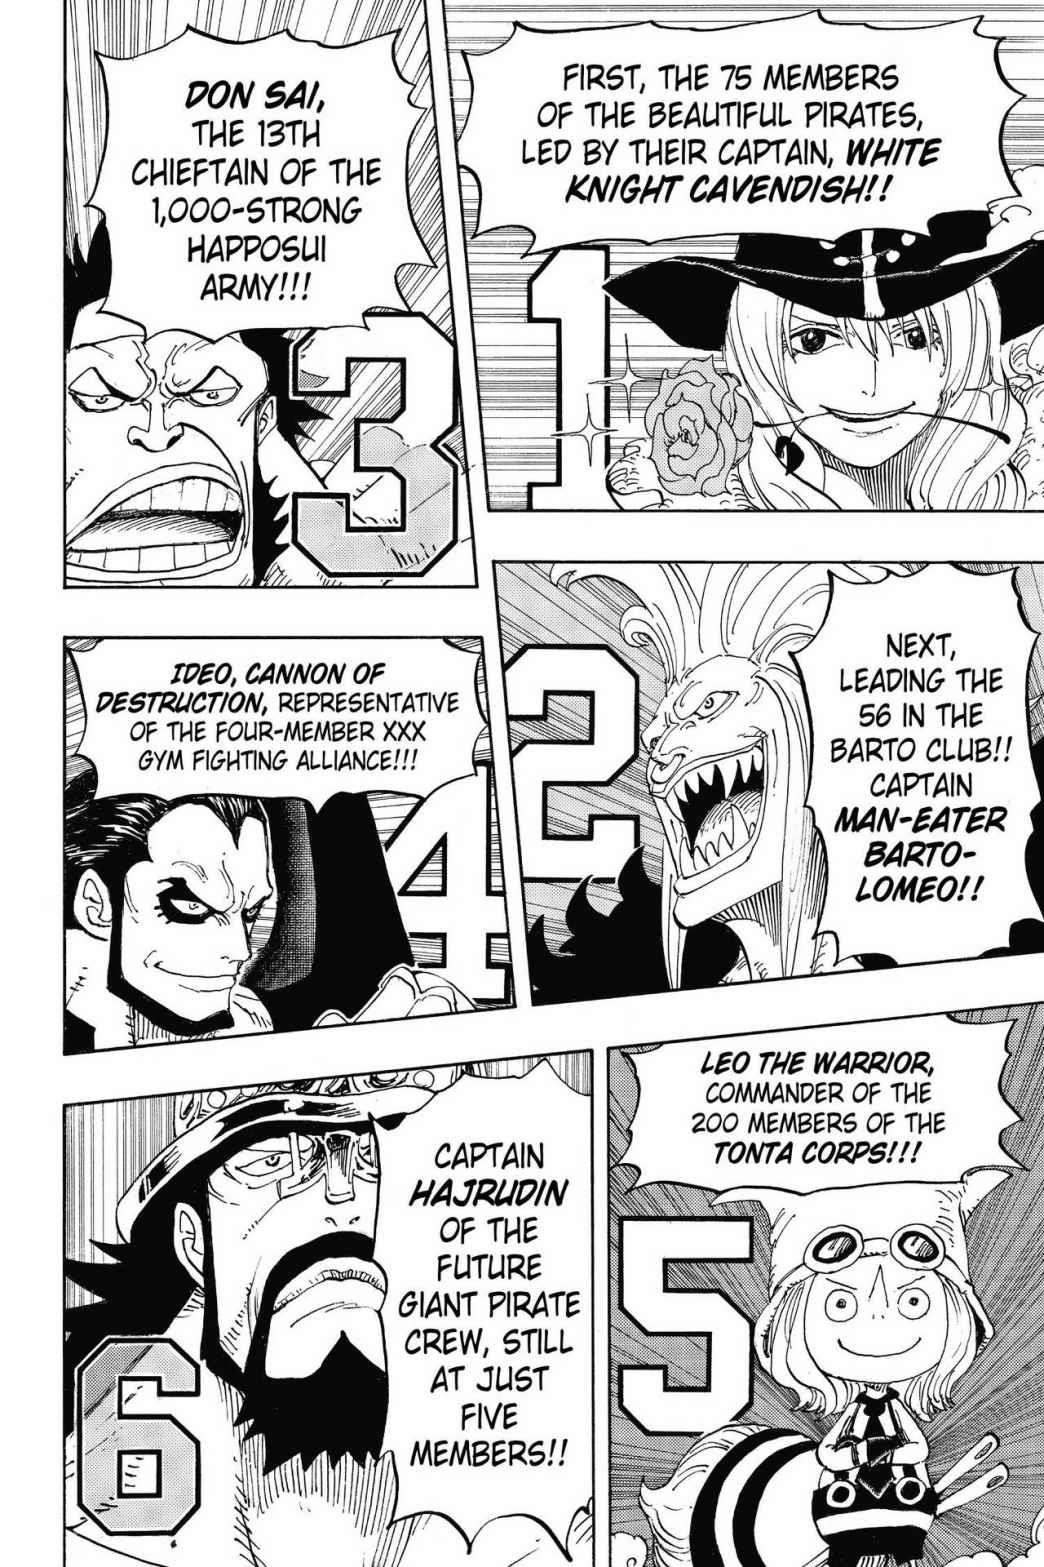 FIRST, THE 75 MEMBERS
OF THE BEAUTIFUL PIRATES,
LED BY THEIR CAPTAIN, WHITE
KNIGHT CAVENDISH!!
1
NEXT,
LEADING THE
56 IN THE
BARTO CLUB!!
CAPTAIN
MAN-EATER
BARTO-
LOMEO!!
2
DON SAI,
THE 13TH
CHIEFTAIN OF THE
1,000-STRONG
HAPPOSUI
ARMY!!!
3
IDEO, CANNON OF
DESTRUCTION, REPRESENTATIVE
OF THE FOUR-MEMBER XXX
GYM FIGHTING ALLIANCE!!!
4
LEO THE WARRIOR,
COMMANDER OF THE
200 MEMBERS OF THE
TONTA CORPS!!!
5
CAPTAIN
HAJRUDIN
OF THE
FUTURE
GIANT PIRATE
CREW, STILL
AT JUST
FIVE
MEMBERS!!
6